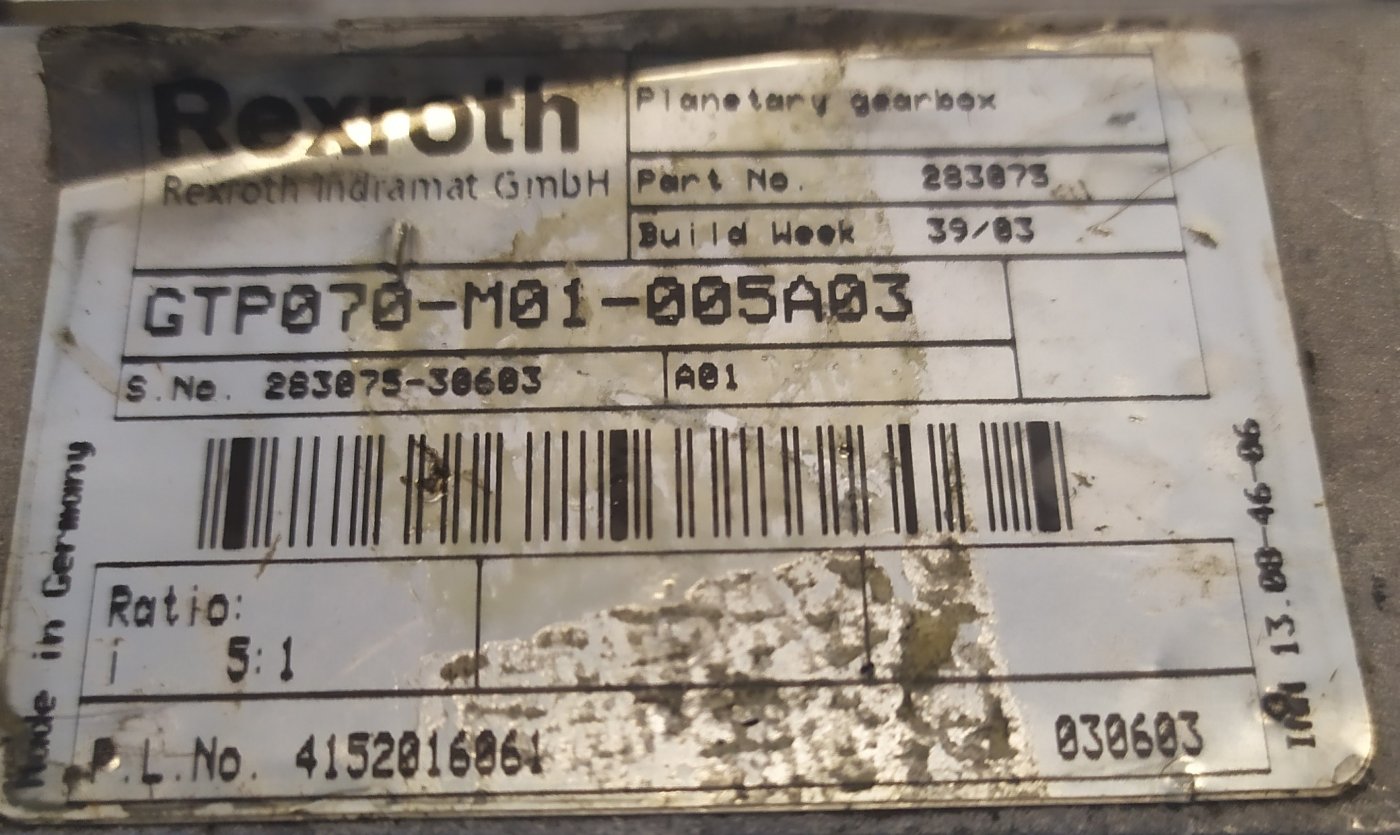 Rexroth
Rexroth Indramat GmbH
Planetary gearbox
Part No. 283075
Build Week 39/03
GTP070-M01-005A03
S.No. 283075-30603 A01
Made in Germany
13.08-46-06
Ratio:
i 5:1
P.L.No. 4152016061 030603